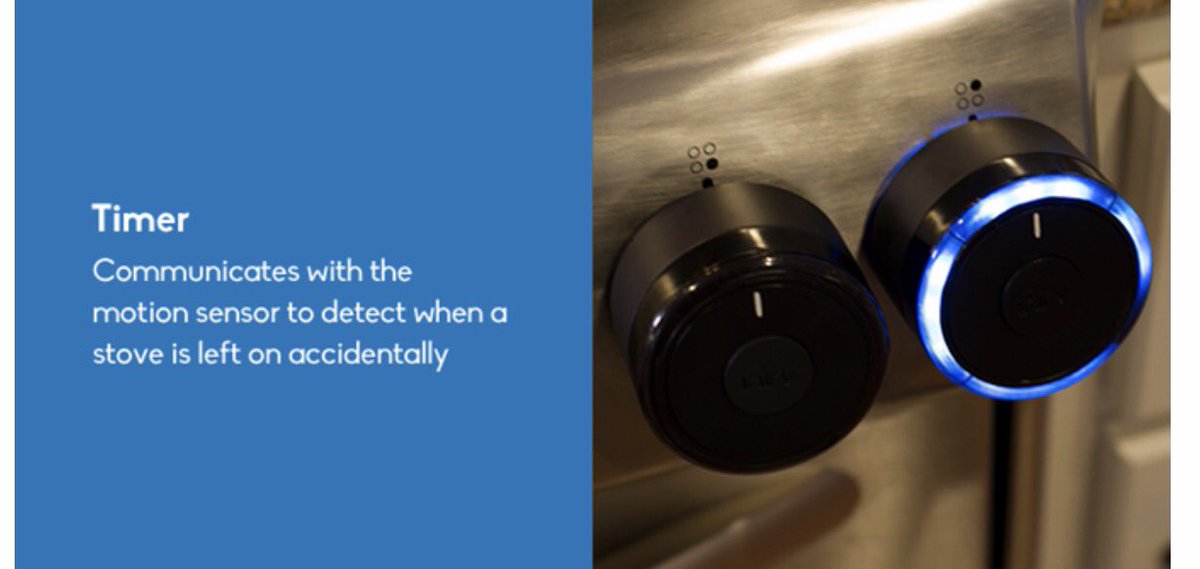 Timer
Communicates with the
motion sensor to detect when a
stove is left on accidentally